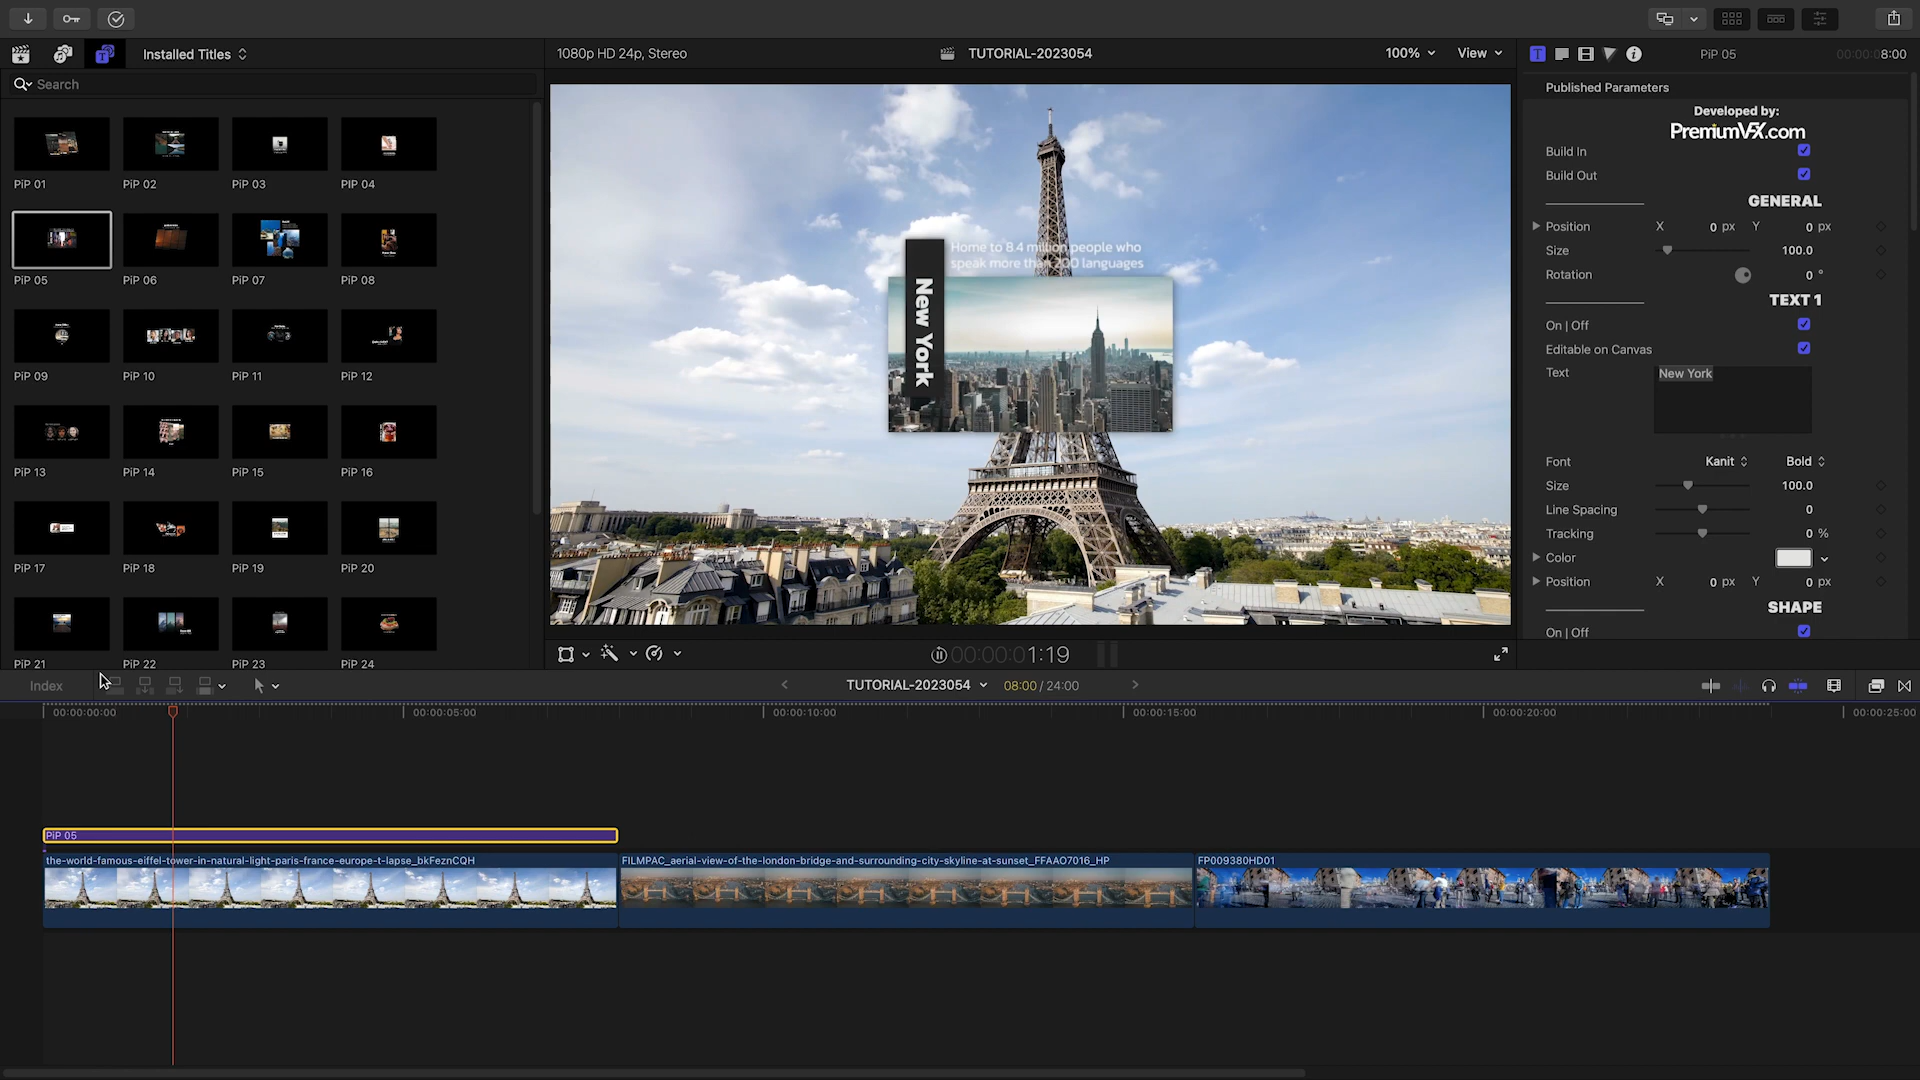 Installed Titles
1080p HD 24p, Stereo
TUTORIAL-2023054
100%
View
PiP 05
00:00:08:00
Search
PiP 01
PiP 02
PiP 03
PiP 04
PiP 05
PiP 06
PiP 07
PiP 08
PiP 09
PiP 10
PiP 11
PiP 12
PiP 13
PiP 14
PiP 15
PiP 16
PiP 17
PiP 18
PiP 19
PiP 20
PiP 21
PiP 22
PiP 23
PiP 24
Home to 8.4 million people who
speak more than 200 languages
New York
Published Parameters
Developed by:
PremiumVFX.com
Build In
Build Out
GENERAL
Position X 0 px Y 0 px
Size 100.0
Rotation 0 °
TEXT 1
On | Off
Editable on Canvas
Text New York
Font Kanit Bold
Size 100.0
Line Spacing 0
Tracking 0 %
Color
Position X 0 px Y 0 px
SHAPE
On | Off
00:00:01:19
Index
TUTORIAL-2023054
08:00 / 24:00
00:00:00:00
00:00:05:00
00:00:10:00
00:00:15:00
00:00:20:00
00:00:25:00
PiP 05
the-world-famous-eiffel-tower-in-natural-light-paris-france-europe-t-lapse_bkFeznCQH
FILMPAC_aerial-view-of-the-london-bridge-and-surrounding-city-skyline-at-sunset_FFAAO7016_HP
FP009380HD01